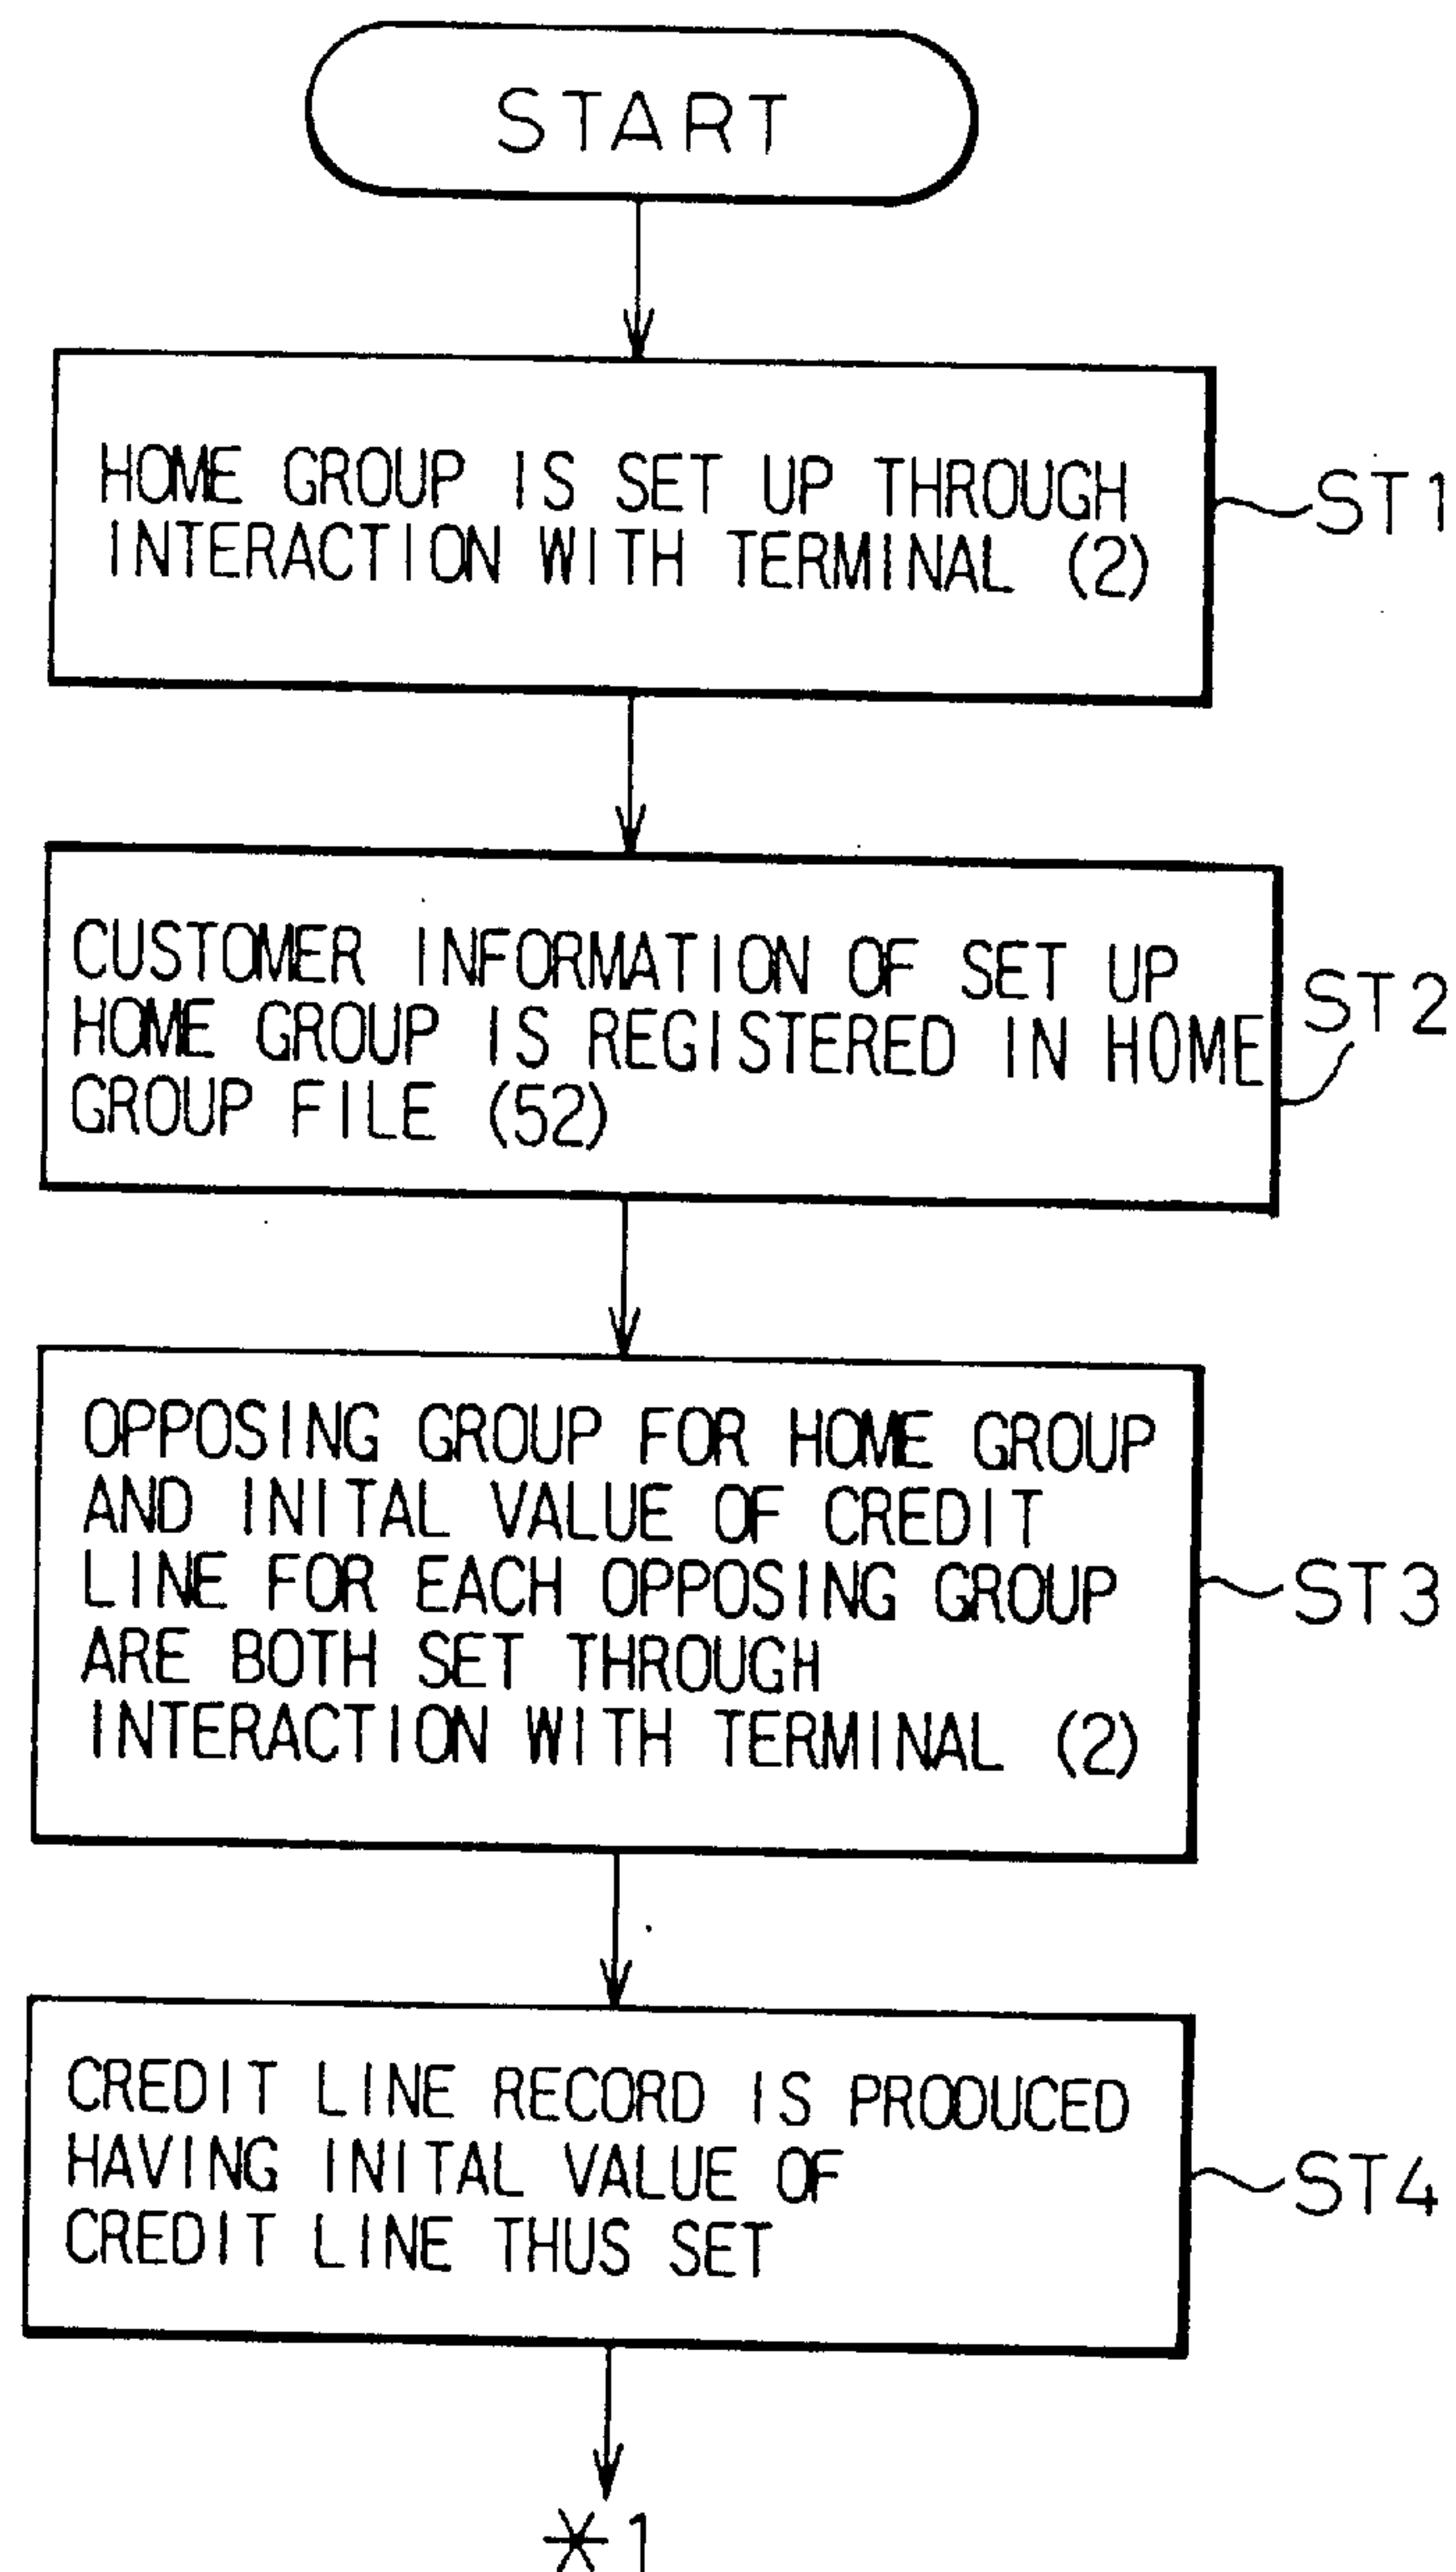 START
HOME GROUP IS SET UP THROUGH
INTERACTION WITH TERMINAL (2)
ST1
CUSTOMER INFORMATION OF SET UP
HOME GROUP IS REGISTERED IN HOME
GROUP FILE (52)
ST2
OPPOSING GROUP FOR HOME GROUP
AND INITAL VALUE OF CREDIT
LINE FOR EACH OPPOSING GROUP
ARE BOTH SET THROUGH
INTERACTION WITH TERMINAL (2)
ST3
CREDIT LINE RECORD IS PRODUCED
HAVING INITAL VALUE OF
CREDIT LINE THUS SET
ST4
*1